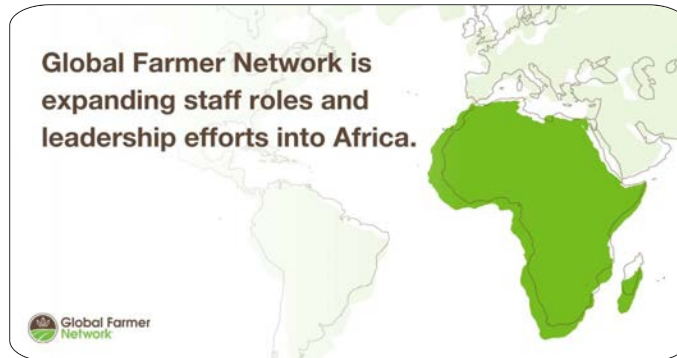 Global Farmer Network is
expanding staff roles and
leadership efforts into Africa.
Global Farmer
Network